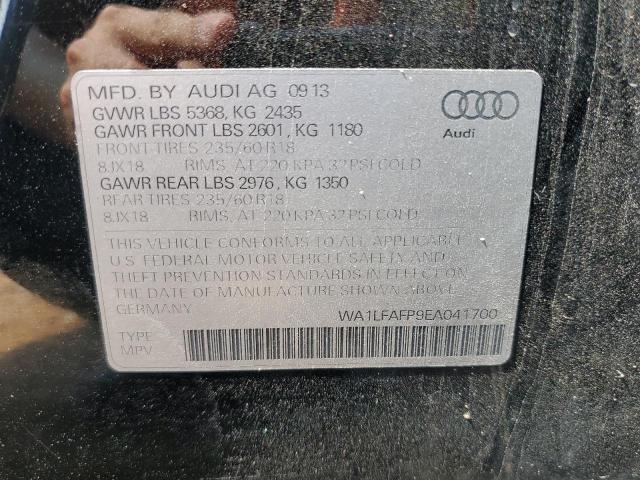 MFD. BY AUDI AG 0913
GVWR LBS 5368, KG 2435
GAWR FRONT LBS 2601, KG 1180
FRONT TIRES 235/60 R18
8JX18 RIMS, AT 220 KPA 32 PSI COLD
GAWR REAR LBS 2976, KG 1350
REAR TIRES 235/60 R18
8JX18 RIMS, AT 220 KPA 32 PSI COLD
Audi
THIS VEHICLE CONFORMS TO ALL APPLICABLE
U.S. FEDERAL MOTOR VEHICLE SAFETY AND
THEFT PREVENTION STANDARDS IN EFFECT ON
THE DATE OF MANUFACTURE SHOWN ABOVE.
GERMANY
WA1LFAFP9EA041700
TYPE
MPV